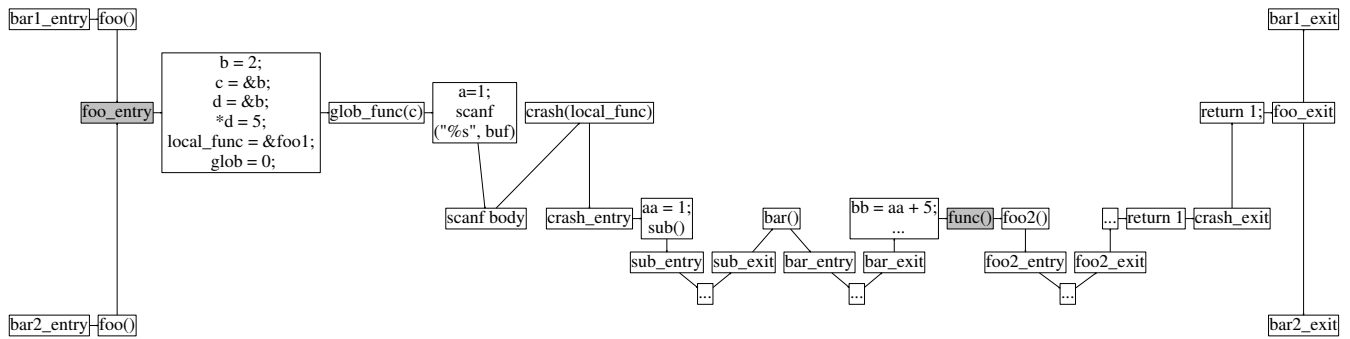 bar1_entry foo() bar1_exit
b = 2;
c = &b;
d = &b;
*d = 5;
local_func = &foo1;
glob = 0;
foo_entry
glob_func(c)
a=1;
scanf
("%s", buf)
crash(local_func)
return 1;
foo_exit
scanf body
crash_entry
aa = 1;
sub()
bar()
bb = aa + 5;
...
func()
foo2()
...
return 1
crash_exit
sub_entry
sub_exit
bar_entry
bar_exit
foo2_entry
foo2_exit
...
...
...
bar2_entry foo() bar2_exit